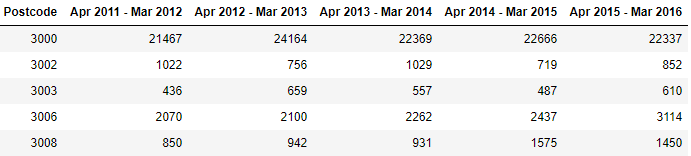 Postcode Apr 2011 - Mar 2012 Apr 2012 - Mar 2013 Apr 2013 - Mar 2014 Apr 2014 - Mar 2015 Apr 2015 - Mar 2016
3000 21467 24164 22369 22666 22337
3002 1022 756 1029 719 852
3003 436 659 557 487 610
3006 2070 2100 2262 2437 3114
3008 850 942 931 1575 1450